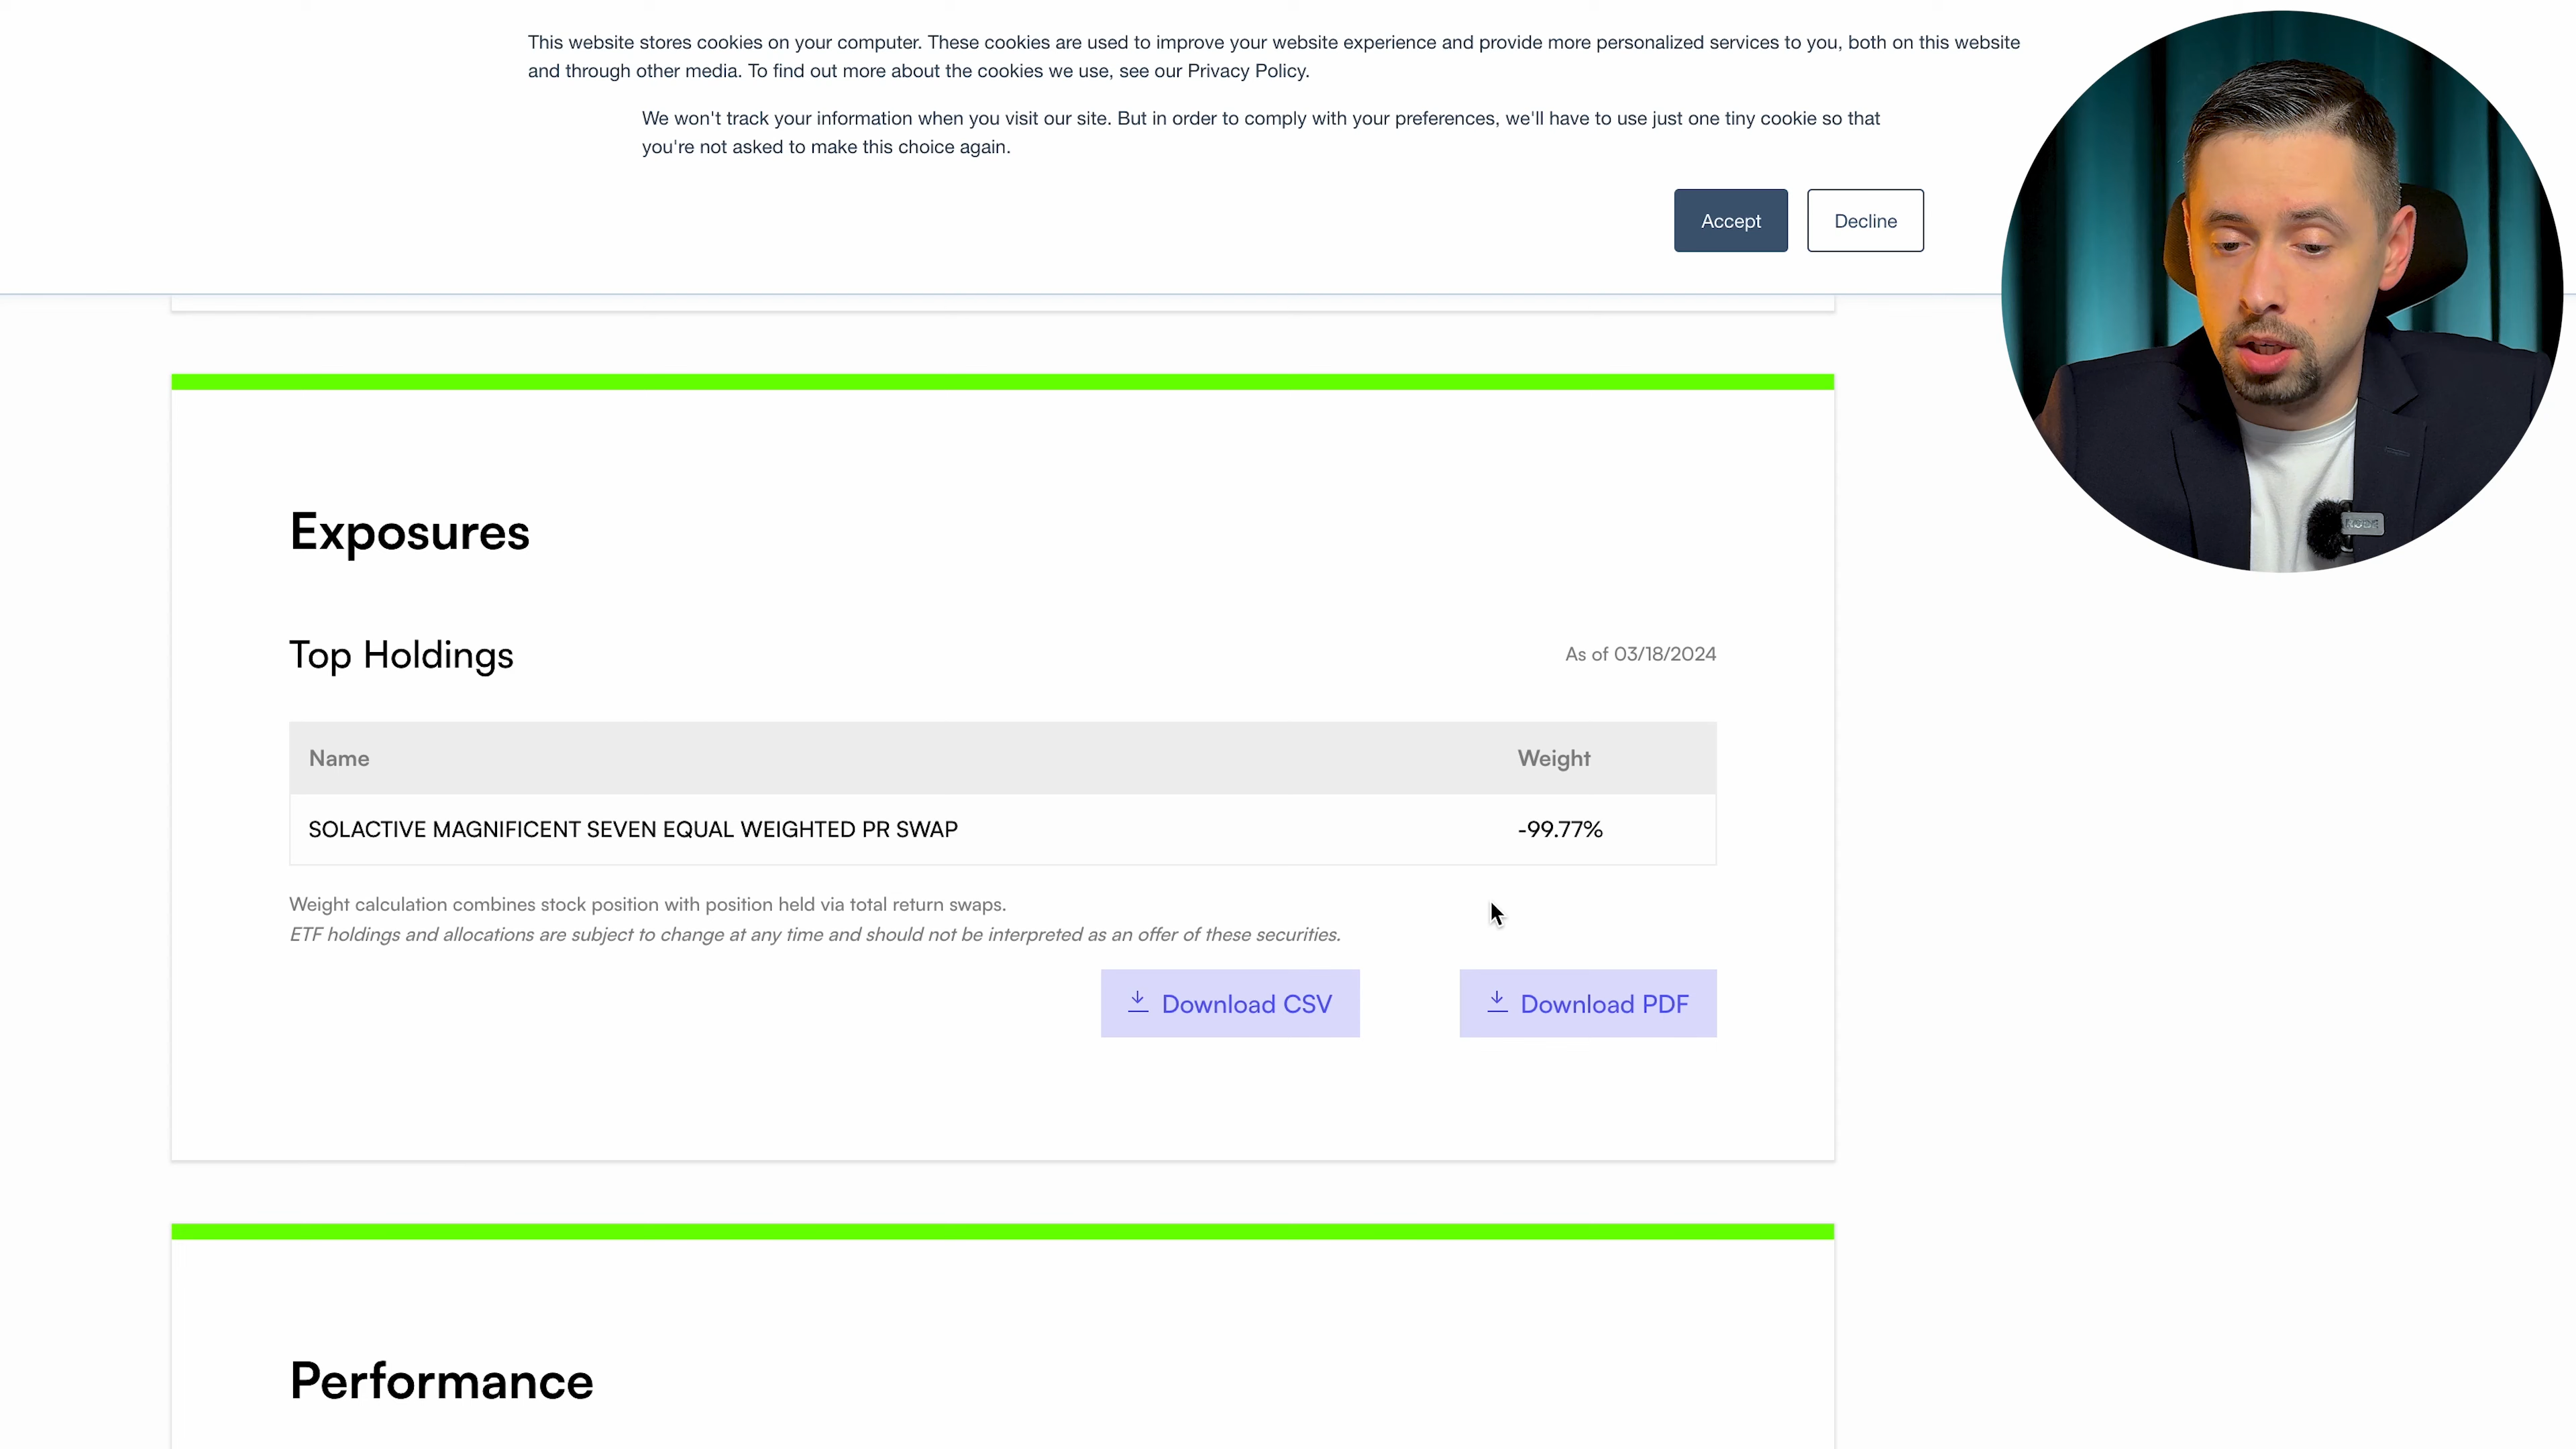 This website stores cookies on your computer. These cookies are used to improve your website experience and provide more personalized services to you, both on this website
and through other media. To find out more about the cookies we use, see our Privacy Policy.
We won't track your information when you visit our site. But in order to comply with your preferences, we'll have to use just one tiny cookie so that
you're not asked to make this choice again.
Accept
Decline
Exposures
Top Holdings
As of 03/18/2024
Name
Weight
SOLACTIVE MAGNIFICENT SEVEN EQUAL WEIGHTED PR SWAP
-99.77%
Weight calculation combines stock position with position held via total return swaps.
ETF holdings and allocations are subject to change at any time and should not be interpreted as an offer of these securities.
Download CSV
Download PDF
Performance